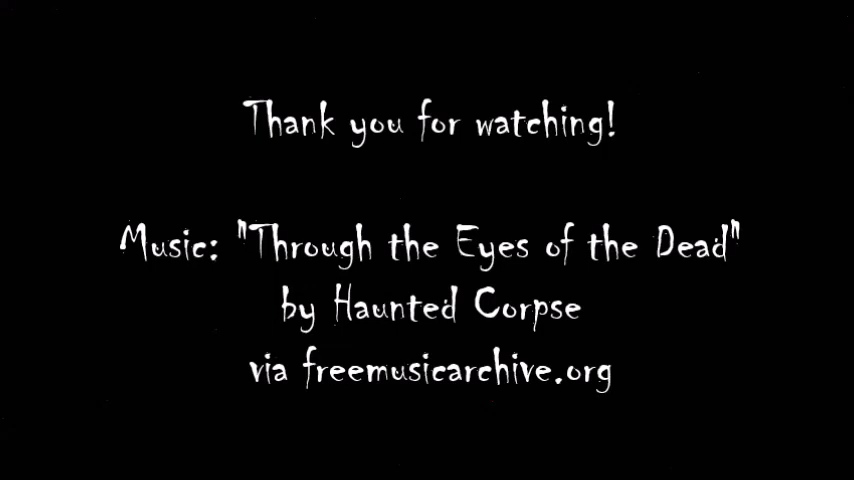 Thank you for watching!
Music: "Through the Eyes of the Dead"
by Haunted Corpse
via freemusicarchive.org